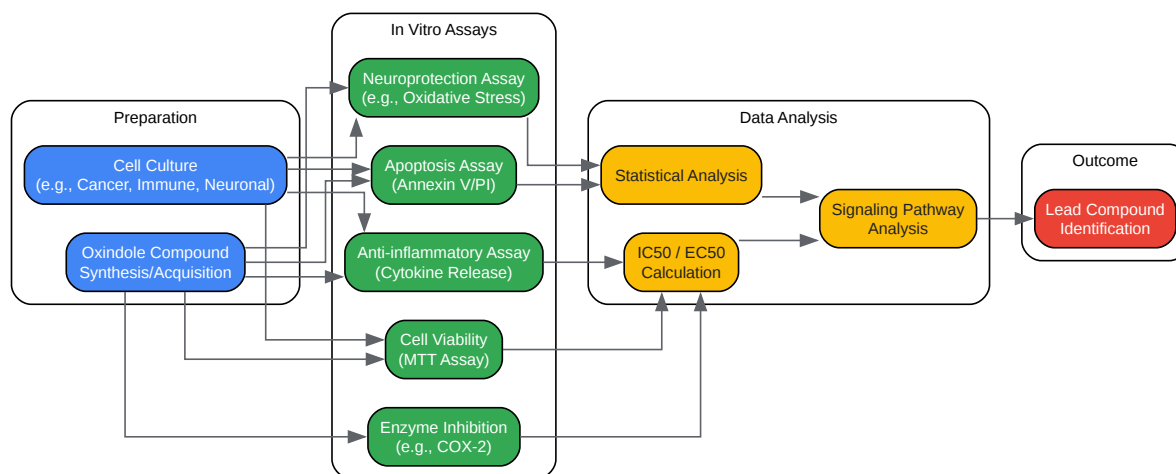 Preparation
Cell Culture
(e.g., Cancer, Immune, Neuronal)
Oxindole Compound
Synthesis/Acquisition
In Vitro Assays
Neuroprotection Assay
(e.g., Oxidative Stress)
Apoptosis Assay
(Annexin V/PI)
Anti-inflammatory Assay
(Cytokine Release)
Cell Viability
(MTT Assay)
Enzyme Inhibition
(e.g., COX-2)
Data Analysis
Statistical Analysis
IC50 / EC50
Calculation
Signaling Pathway
Analysis
Outcome
Lead Compound
Identification